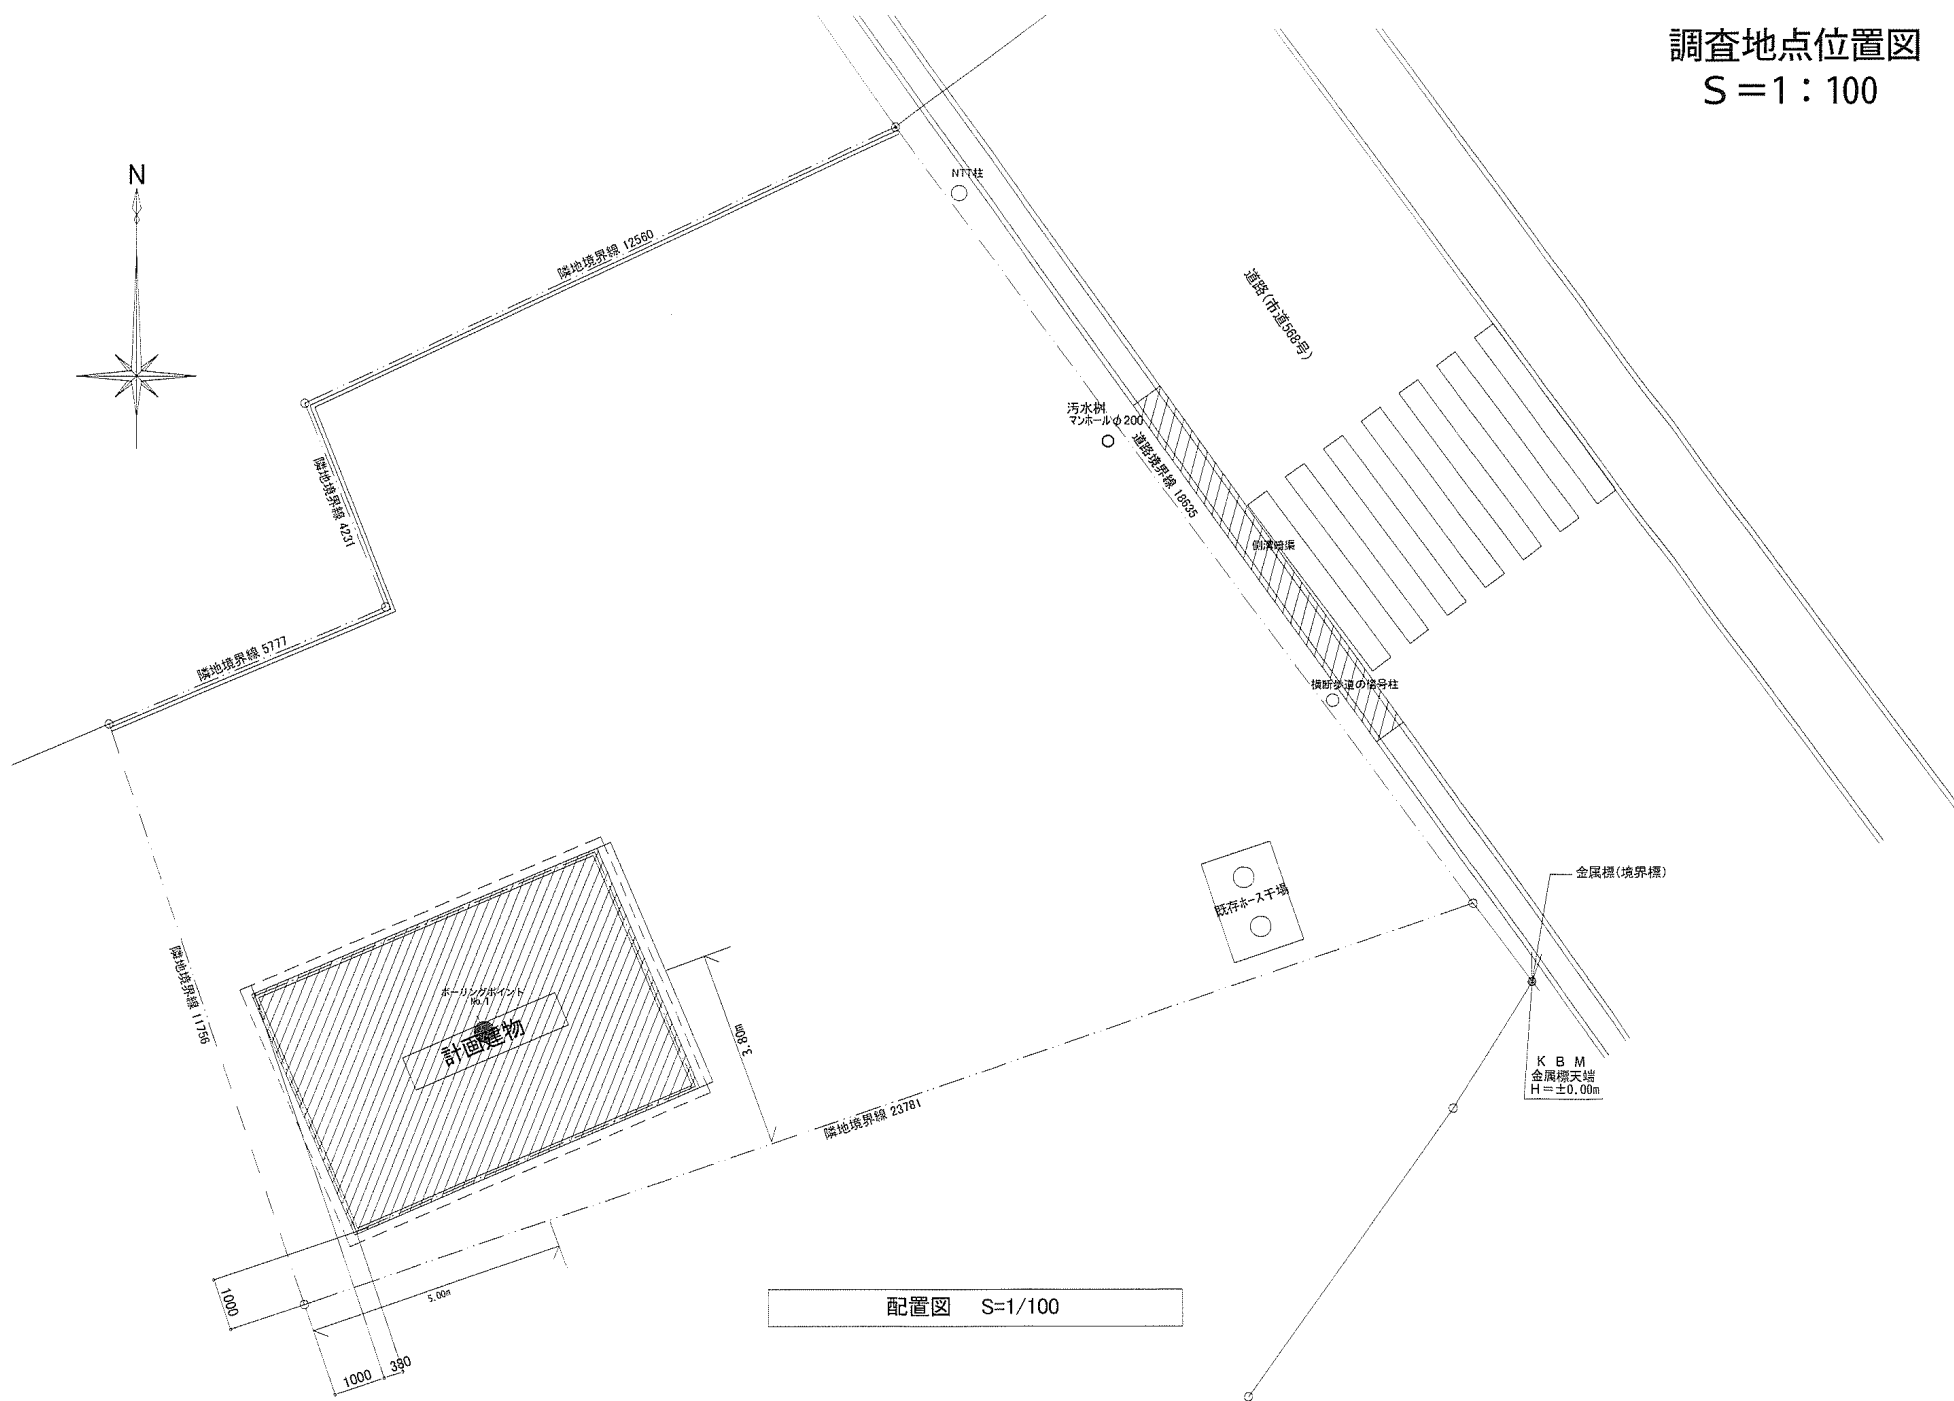 調査地点位置図
S=1:100
N
NTT柱
隣地境界線 12560
道路(市道568号)
汚水桝
マンホールφ200
道路境界線 18635
隣地境界線 4231
側溝暗渠
隣地境界線 5777
横断歩道の信号柱
金属標(境界標)
既存ホース干場
隣地境界線 11756
ボーリングポイント
No.1
計画建物
3.80m
KBM
金属標天端
H=±0.00m
隣地境界線 23781
1000
5.00m
配置図 S=1/100
1000
380